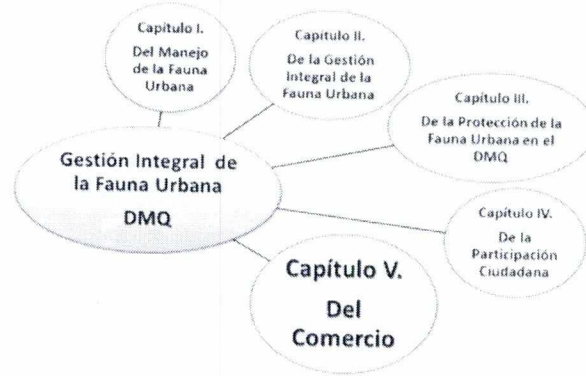 Capítulo I.
Del Manejo
de la Fauna
Urbana
Capítulo II.
De la Gestión
Integral de la
Fauna Urbana
Capítulo III.
De la Protección de la
Fauna Urbana en el
DMQ
Gestión Integral de
la Fauna Urbana
DMQ
Capítulo IV.
De la
Participación
Ciudadana
Capítulo V.
Del
Comercio